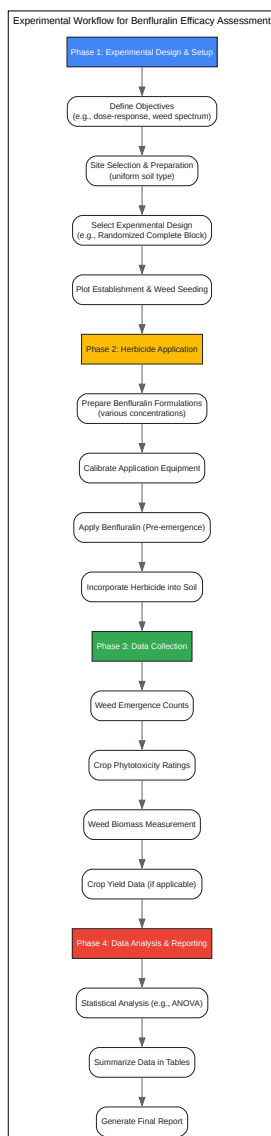 Experimental Workflow for Benfluralin Efficacy Assessment
Phase 1: Experimental Design & Setup
Define Objectives
(e.g., dose-response, weed spectrum)
Site Selection & Preparation
(uniform soil type)
Select Experimental Design
(e.g., Randomized Complete Block)
Plot Establishment & Weed Seeding
Phase 2: Herbicide Application
Prepare Benfluralin Formulations
(various concentrations)
Calibrate Application Equipment
Apply Benfluralin (Pre-emergence)
Incorporate Herbicide into Soil
Phase 3: Data Collection
Weed Emergence Counts
Crop Phytotoxicity Ratings
Weed Biomass Measurement
Crop Yield Data (if applicable)
Phase 4: Data Analysis & Reporting
Statistical Analysis (e.g., ANOVA)
Summarize Data in Tables
Generate Final Report